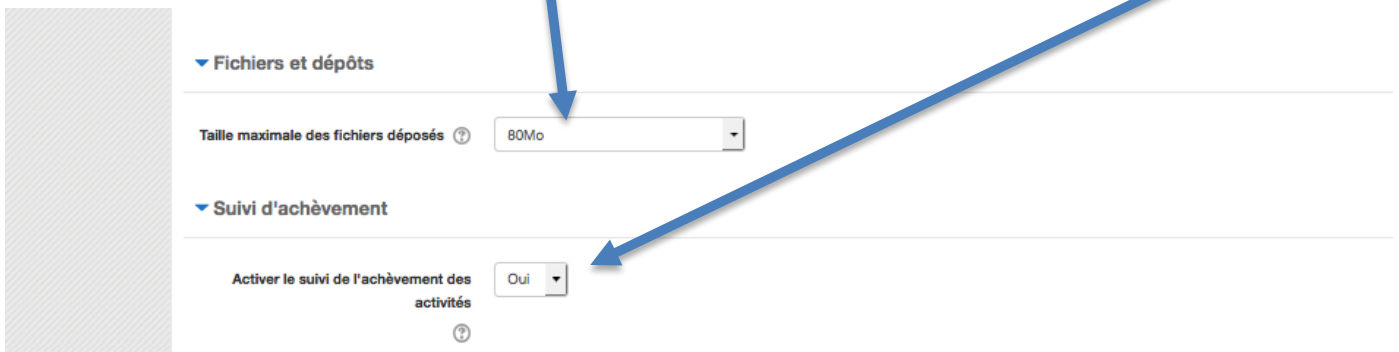 Fichiers et dépôts
Taille maximale des fichiers déposés
80Mo
Suivi d'achèvement
Activer le suivi de l'achèvement des
activités
Oui